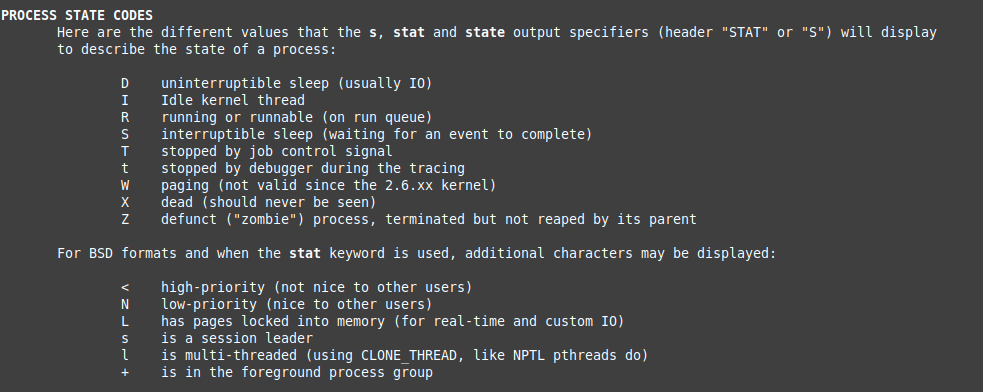 PROCESS STATE CODES
Here are the different values that the s, stat and state output specifiers (header "STAT" or "S") will display
to describe the state of a process:
D    uninterruptible sleep (usually IO)
I    Idle kernel thread
R    running or runnable (on run queue)
S    interruptible sleep (waiting for an event to complete)
T    stopped by job control signal
t    stopped by debugger during the tracing
W    paging (not valid since the 2.6.xx kernel)
X    dead (should never be seen)
Z    defunct ("zombie") process, terminated but not reaped by its parent
For BSD formats and when the stat keyword is used, additional characters may be displayed:
<    high-priority (not nice to other users)
N    low-priority (nice to other users)
L    has pages locked into memory (for real-time and custom IO)
s    is a session leader
l    is multi-threaded (using CLONE_THREAD, like NPTL pthreads do)
+    is in the foreground process group